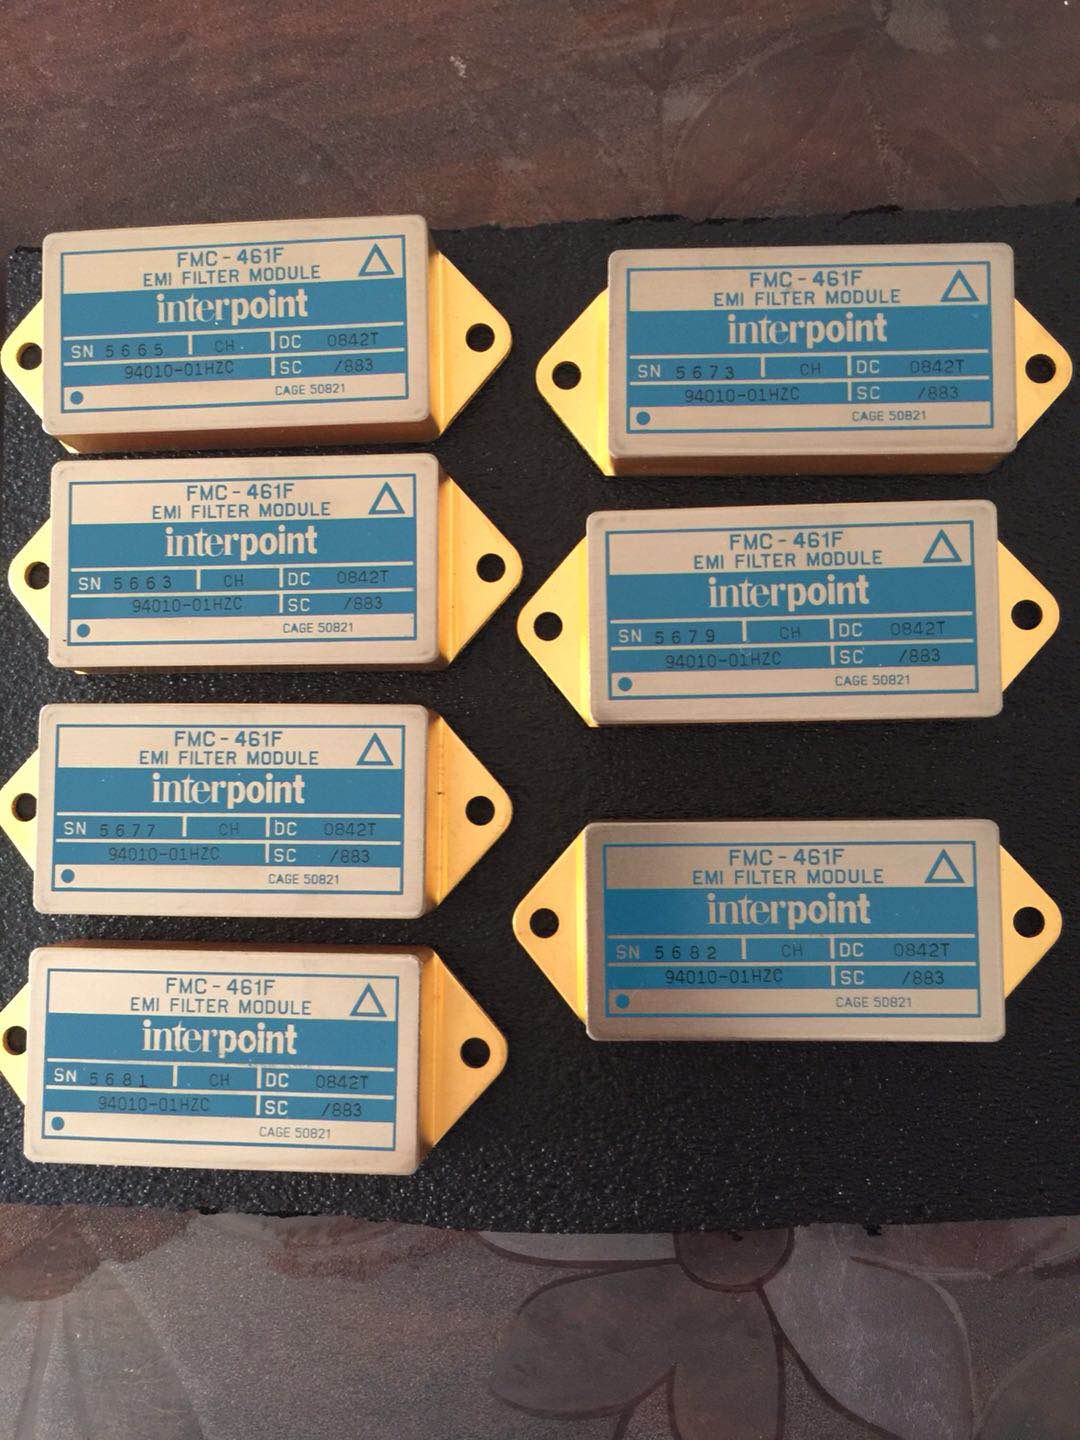 FMC-461F
EMI FILTER MODULE
interpoint
SN 5665 CH DC 0842T
94010-01HZC SC /883
CAGE 50821
FMC-461F
EMI FILTER MODULE
interpoint
SN 5673 CH DC 0842T
94010-01HZC SC /883
CAGE 50821
FMC-461F
EMI FILTER MODULE
interpoint
SN 5663 CH DC 0842T
94010-01HZC SC /883
CAGE 50821
FMC-461F
EMI FILTER MODULE
interpoint
SN 5679 CH DC 0842T
94010-01HZC SC /883
CAGE 50821
FMC-461F
EMI FILTER MODULE
interpoint
SN 5677 CH DC 0842T
94010-01HZC SC /883
CAGE 50821
FMC-461F
EMI FILTER MODULE
interpoint
SN 5682 CH DC 0842T
94010-01HZC SC /883
CAGE 50821
FMC-461F
EMI FILTER MODULE
interpoint
SN 5681 CH DC 0842T
94010-01HZC SC /883
CAGE 50821